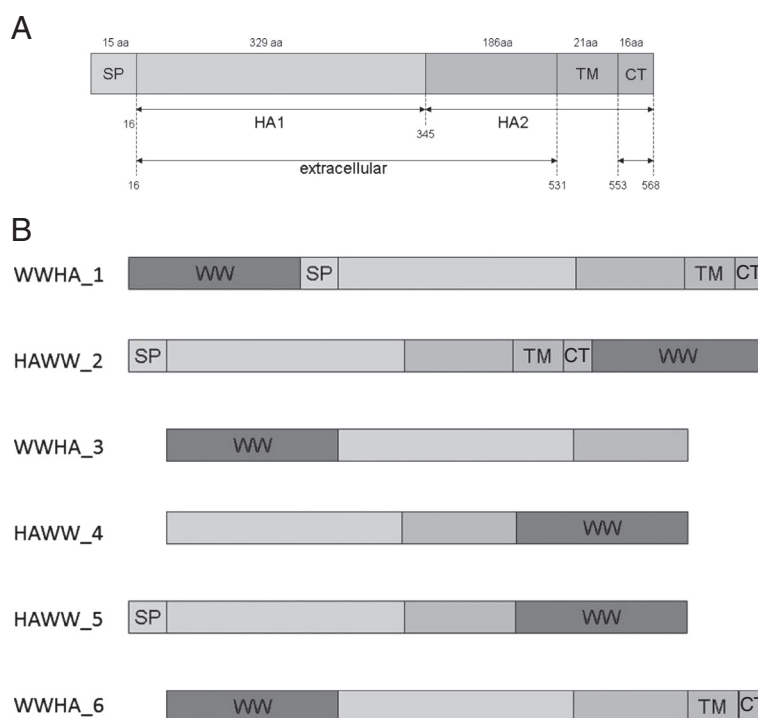 A
15 aa 329 aa 186aa 21aa 16aa
SP TM CT
HA1 HA2
16 345
extracellular
16 531 553 568
B
WWHA_1 WW SP TM CT
HAWW_2 SP TM CT WW
WWHA_3 WW
HAWW_4 WW
HAWW_5 SP WW
WWHA_6 WW TM CT